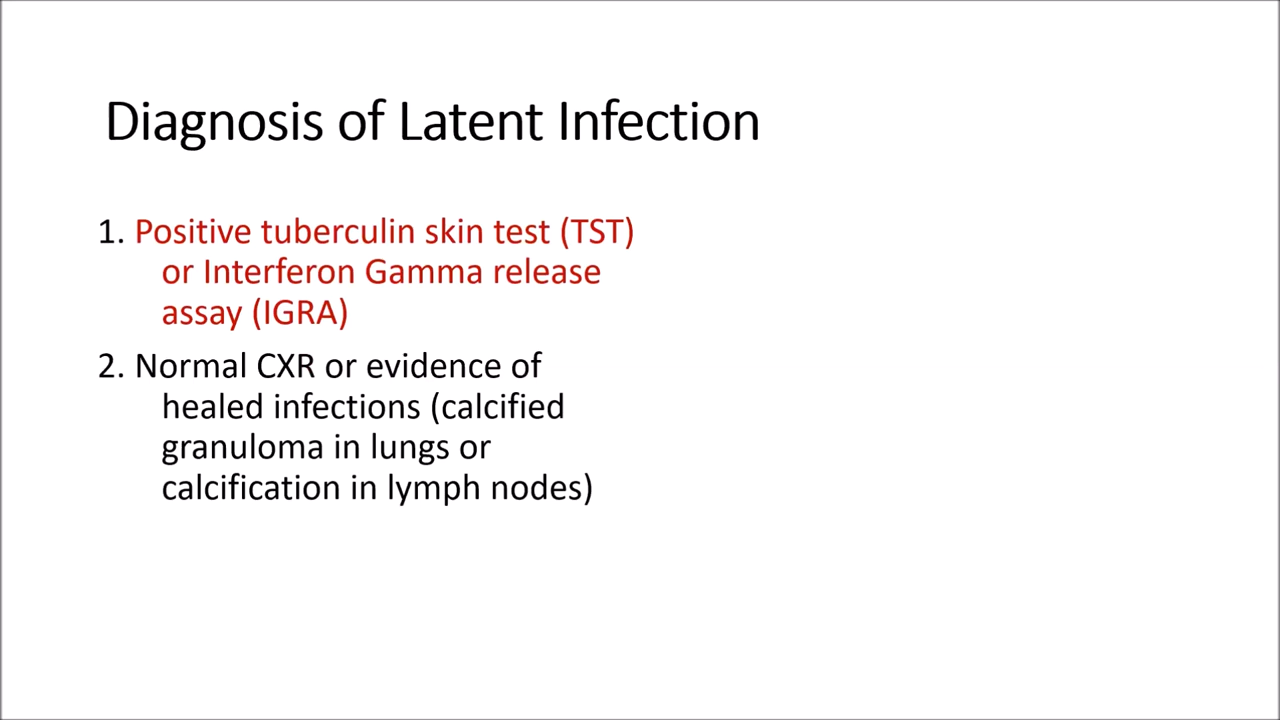 Diagnosis of Latent Infection
1. Positive tuberculin skin test (TST)
or Interferon Gamma release
assay (IGRA)
2. Normal CXR or evidence of
healed infections (calcified
granuloma in lungs or
calcification in lymph nodes)